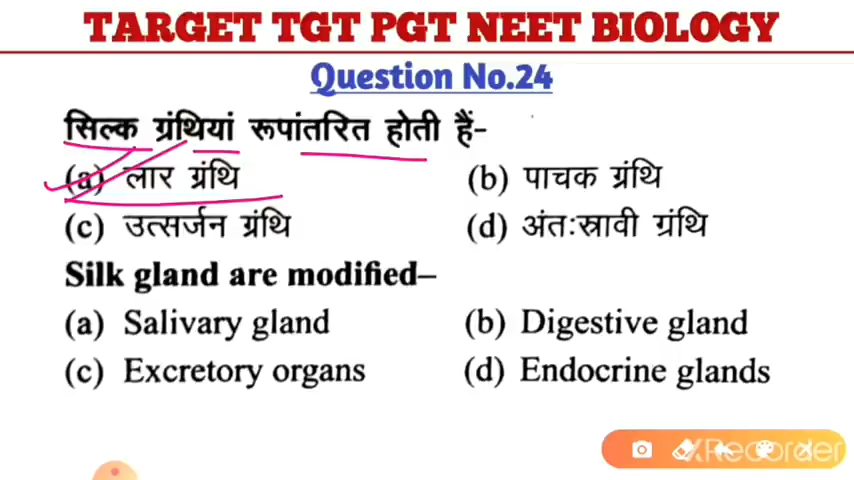 TARGET TGT PGT NEET BIOLOGY
Question No.24
सिल्क ग्रंथियां रूपांतरित होती हैं-
(a) लार ग्रंथि (b) पाचक ग्रंथि
(c) उत्सर्जन ग्रंथि (d) अंतःस्रावी ग्रंथि
Silk gland are modified–
(a) Salivary gland (b) Digestive gland
(c) Excretory organs (d) Endocrine glands
XRecorder